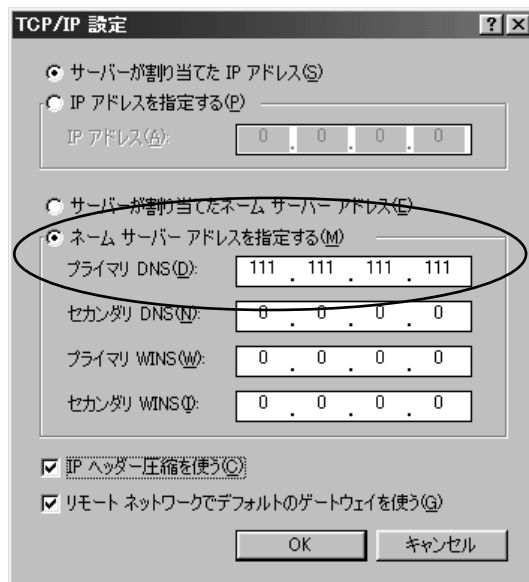 TCP/IP 設定
サーバーが割り当てた IP アドレス(S)
IP アドレスを指定する(P)
IP アドレス(A): 0 . 0 . 0 . 0
サーバーが割り当てたネーム サーバー アドレス(E)
ネーム サーバー アドレスを指定する(M)
プライマリ DNS(D): 111 . 111 . 111 . 111
セカンダリ DNS(N): 0 . 0 . 0 . 0
プライマリ WINS(W): 0 . 0 . 0 . 0
セカンダリ WINS(I): 0 . 0 . 0 . 0
IP ヘッダー圧縮を使う(C)
リモート ネットワークでデフォルトのゲートウェイを使う(G)
OK キャンセル